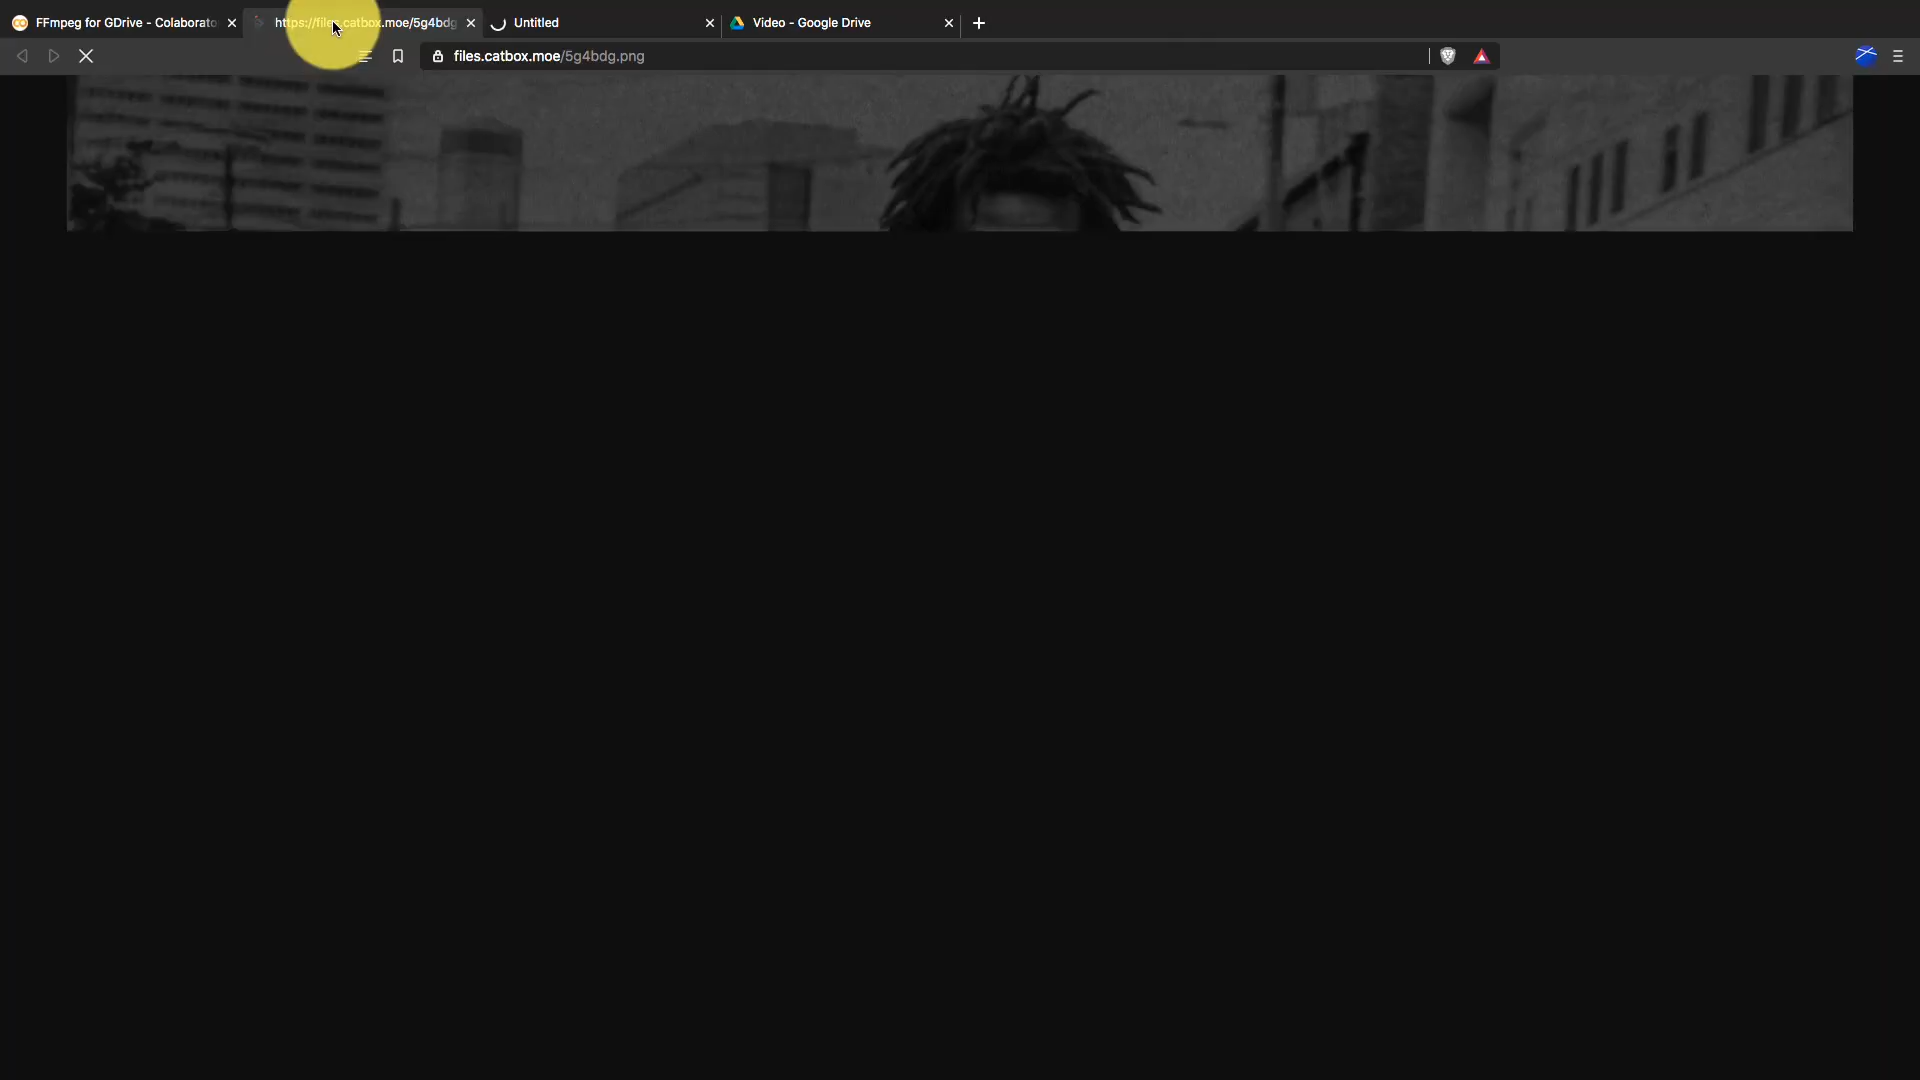 FFmpeg for GDrive - Colaborato
https://files.catbox.moe/5g4bdg
Untitled
Video - Google Drive
files.catbox.moe/5g4bdg.png